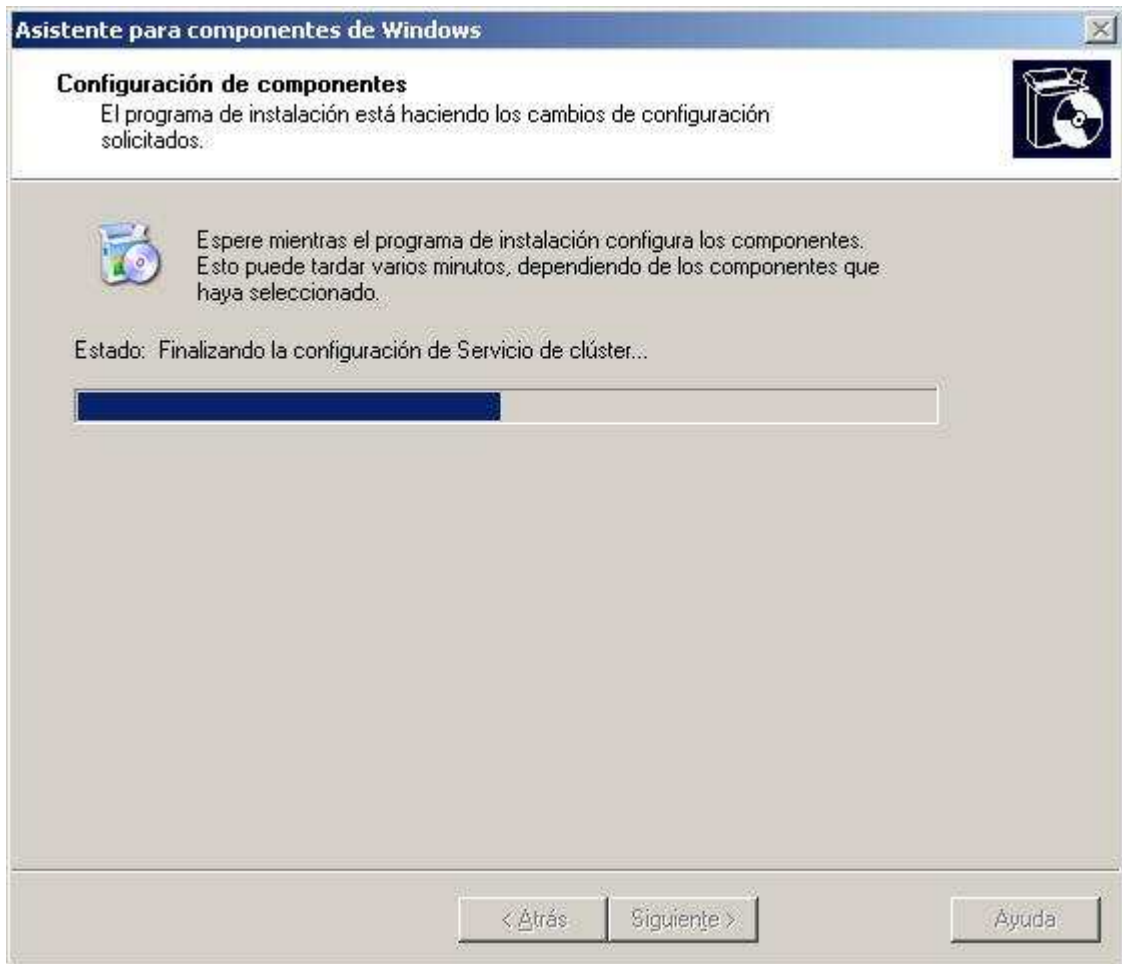 Asistente para componentes de Windows
Configuración de componentes
El programa de instalación está haciendo los cambios de configuración
solicitados.
Espere mientras el programa de instalación configura los componentes.
Esto puede tardar varios minutos, dependiendo de los componentes que
haya seleccionado.
Estado: Finalizando la configuración de Servicio de clúster...
< Atrás
Siguiente >
Ayuda